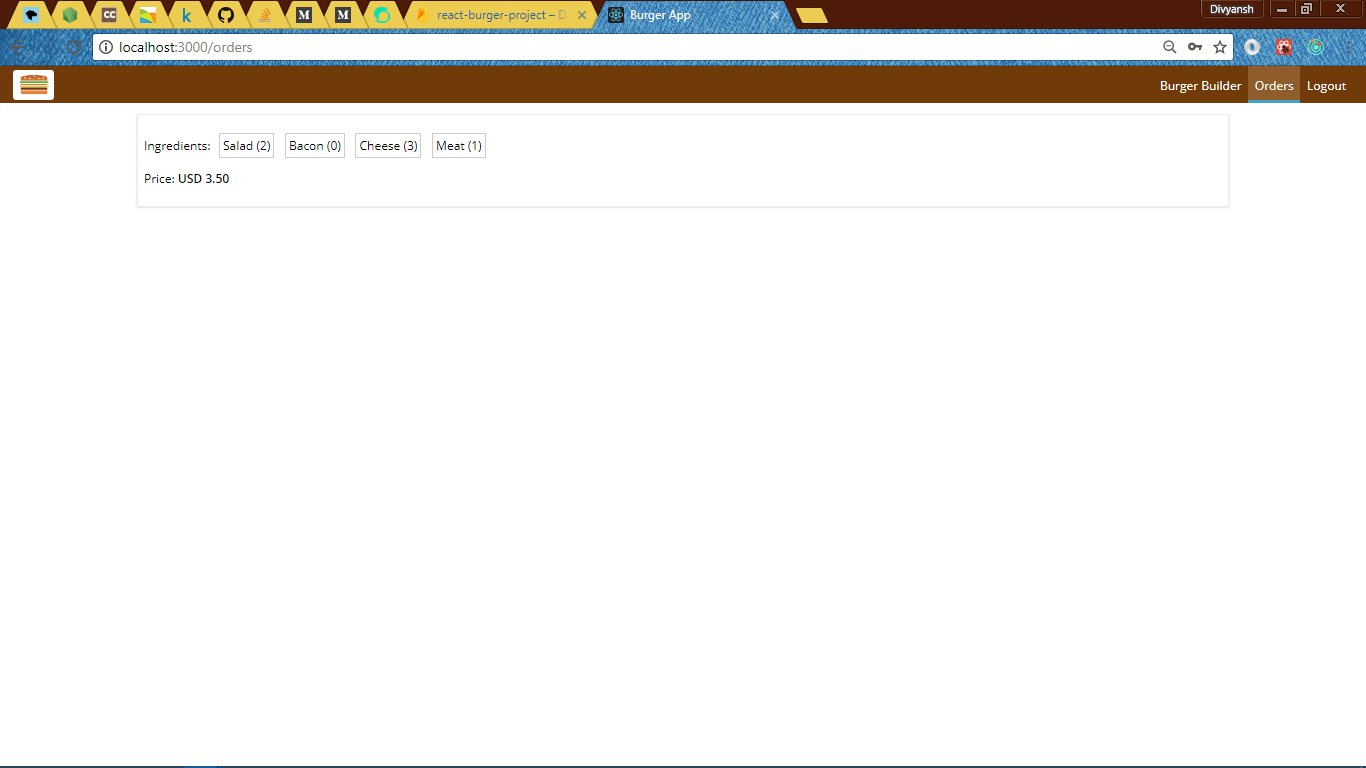 Divyansh
CC k M M react-burger-project – D Burger App
localhost:3000/orders
Burger Builder Orders Logout
Ingredients: Salad (2) Bacon (0) Cheese (3) Meat (1)
Price: USD 3.50